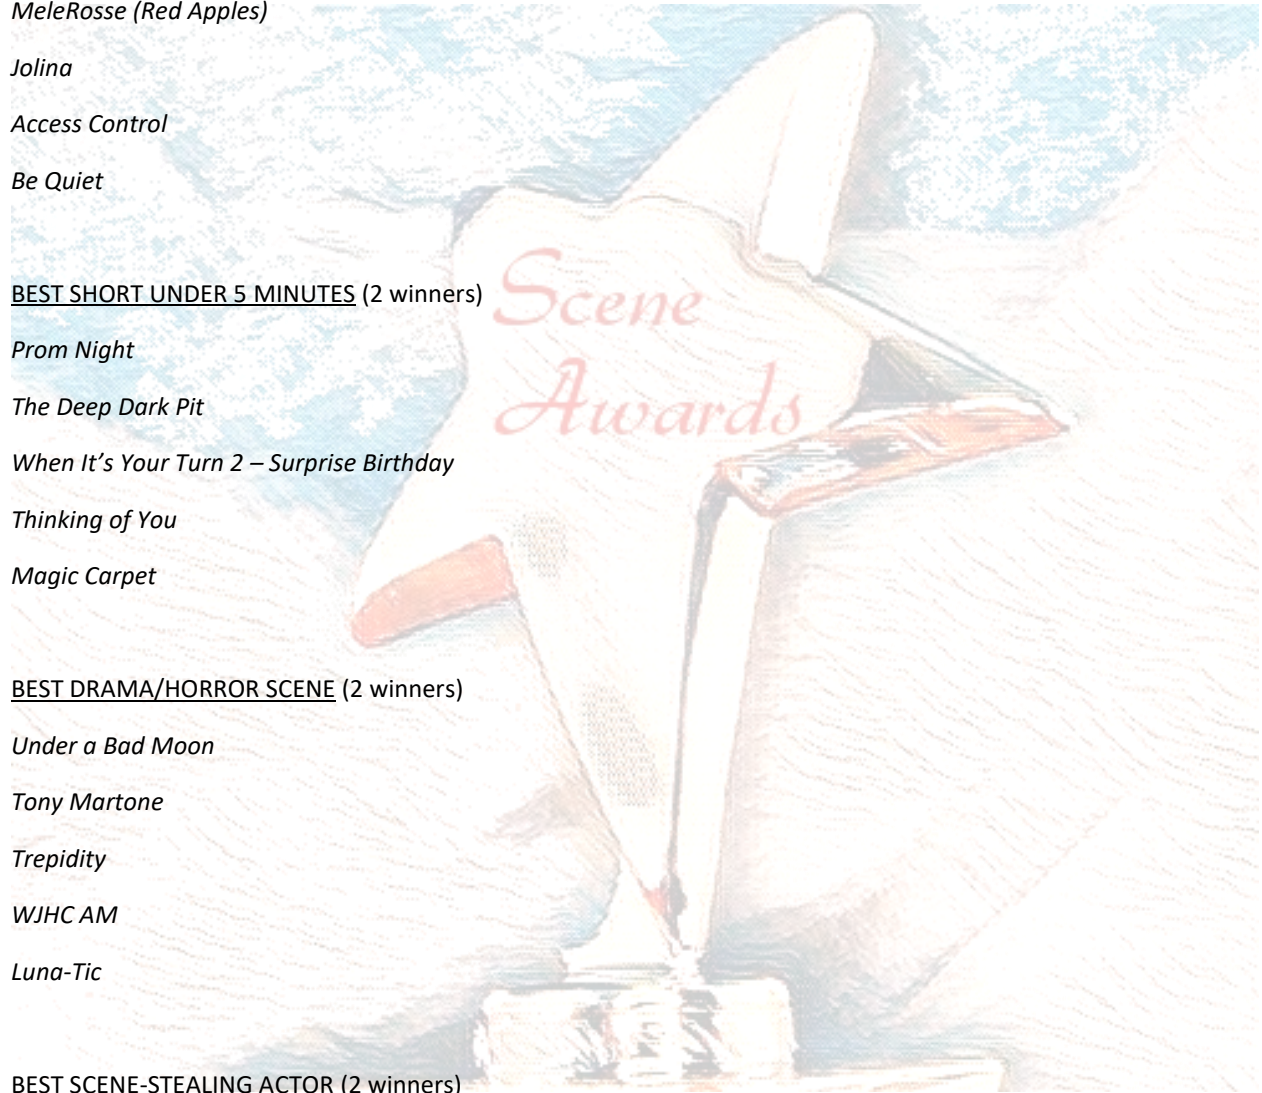 MeleRosse (Red Apples)
Jolina
Access Control
Be Quiet
BEST SHORT UNDER 5 MINUTES (2 winners)
Scene
Awards
Prom Night
The Deep Dark Pit
When It’s Your Turn 2 – Surprise Birthday
Thinking of You
Magic Carpet
BEST DRAMA/HORROR SCENE (2 winners)
Under a Bad Moon
Tony Martone
Trepidity
WJHC AM
Luna-Tic
BEST SCENE-STEALING ACTOR (2 winners)